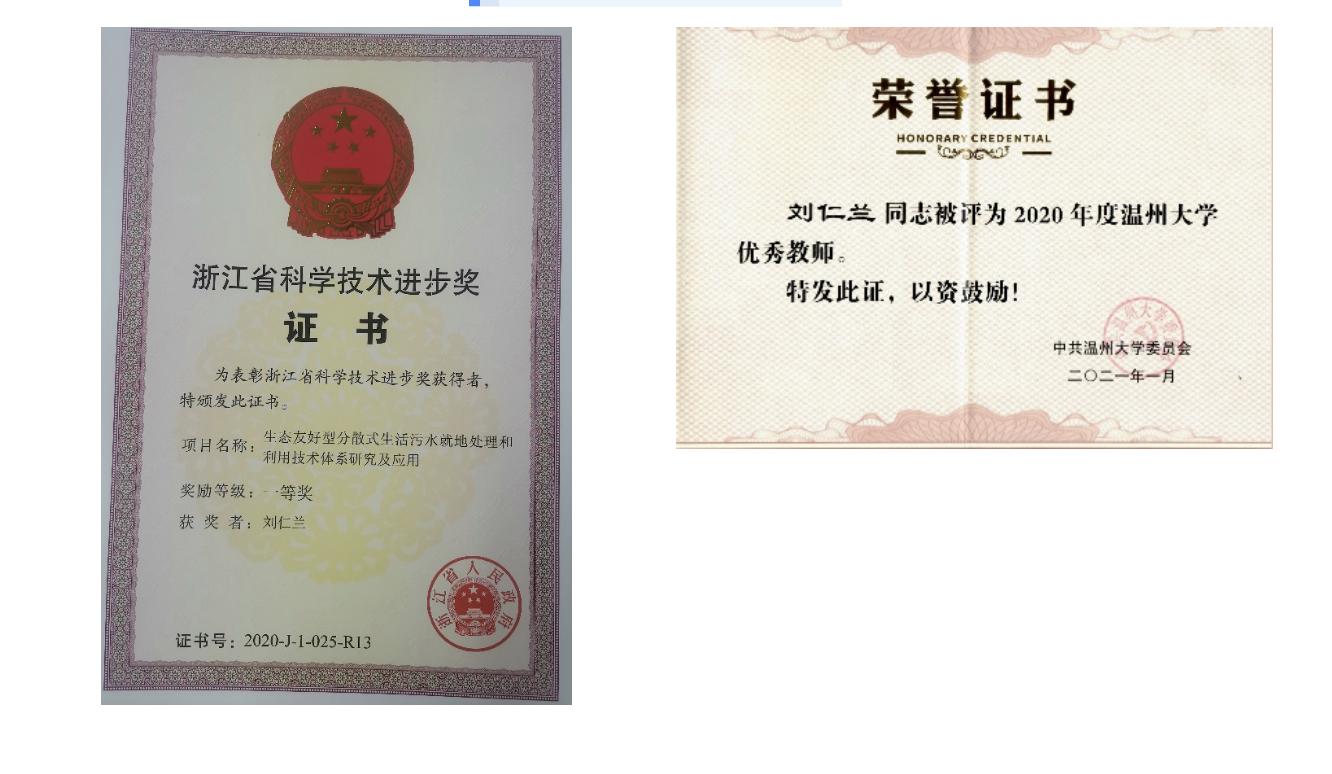 浙江省科学技术进步奖
证 书
为表彰浙江省科学技术进步奖获得者，
特颁发此证书。
项目名称：生态友好型分散式生活污水就地处理和
利用技术体系研究及应用
奖励等级：一等奖
获 奖 者：刘仁兰
浙江省人民政府
证书号：2020-J-1-025-R13
荣誉证书
HONORARY CREDENTIAL
刘仁兰 同志被评为 2020 年度温州大学
优秀教师。
特发此证，以资鼓励！
中共温州大学委员会
二〇二一年一月